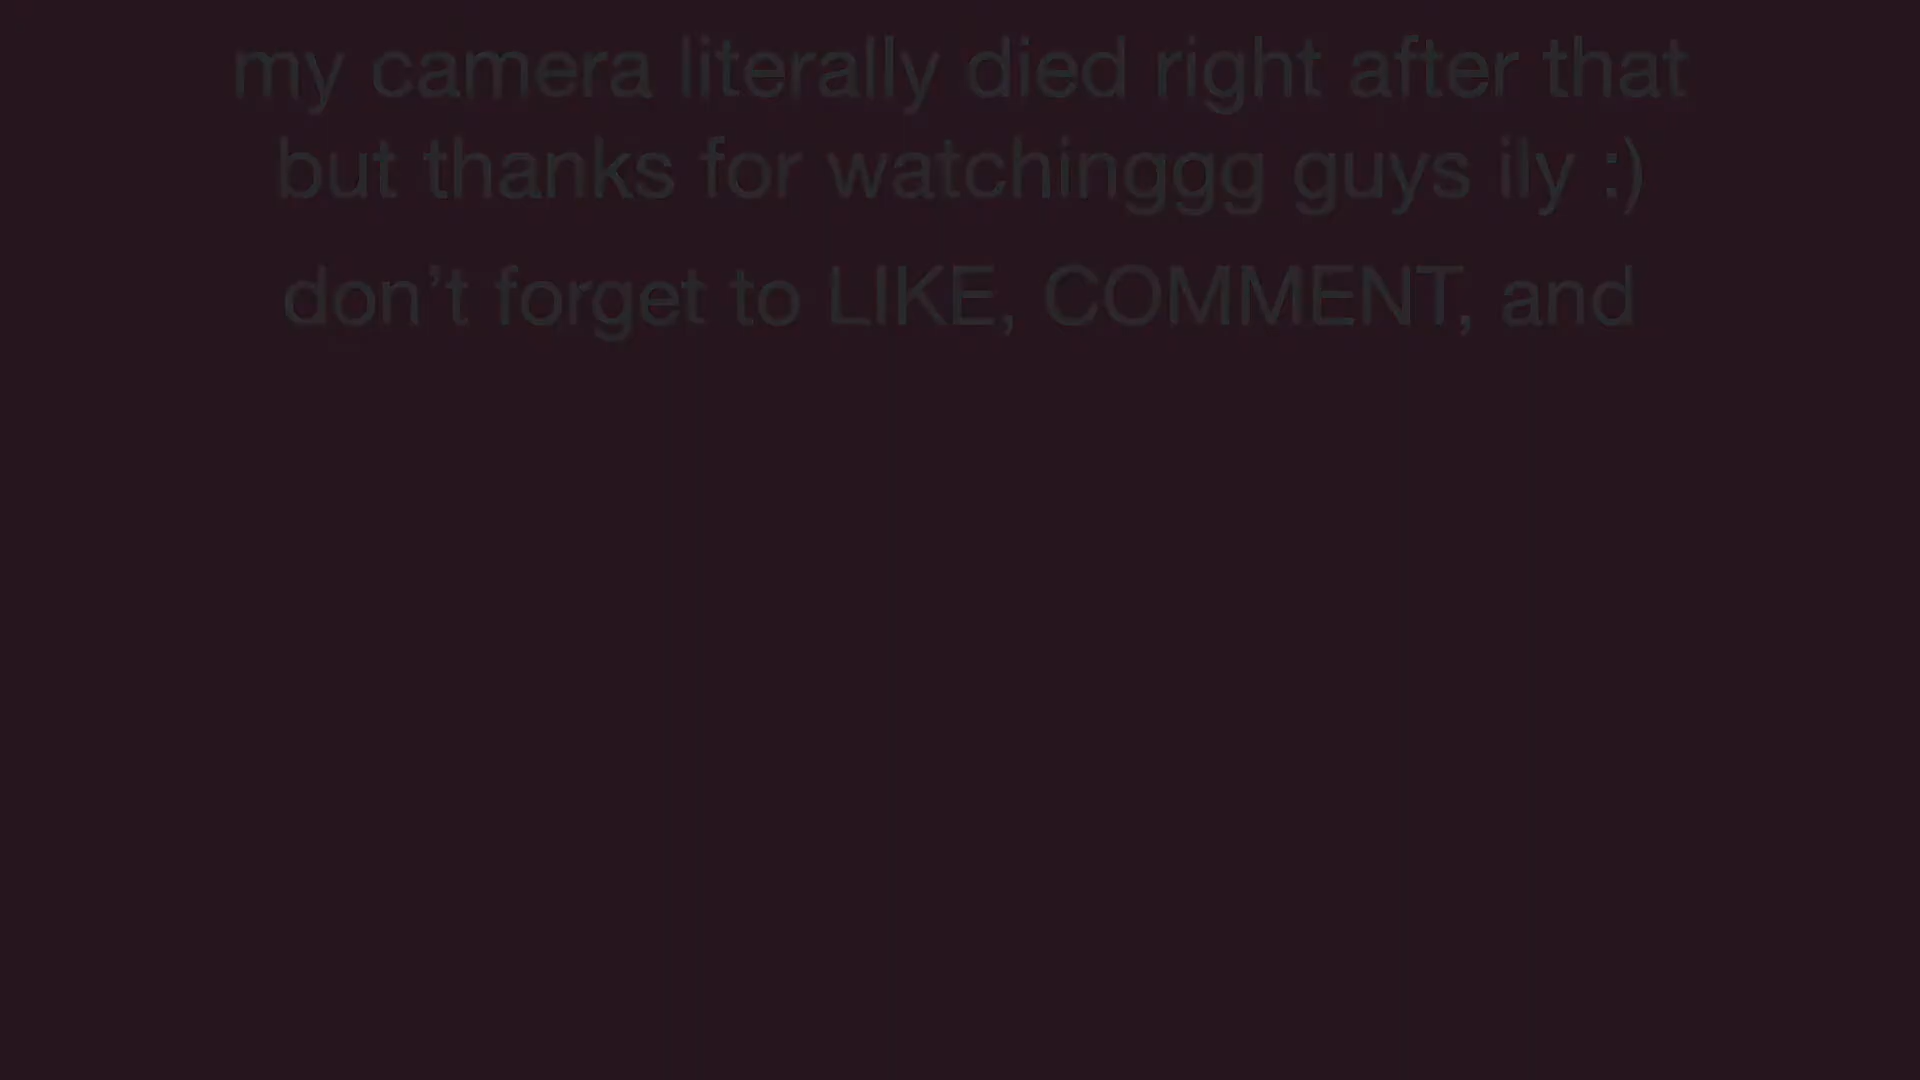 my camera literally died right after that
but thanks for watchinggg guys ily :)
don’t forget to LIKE, COMMENT, and